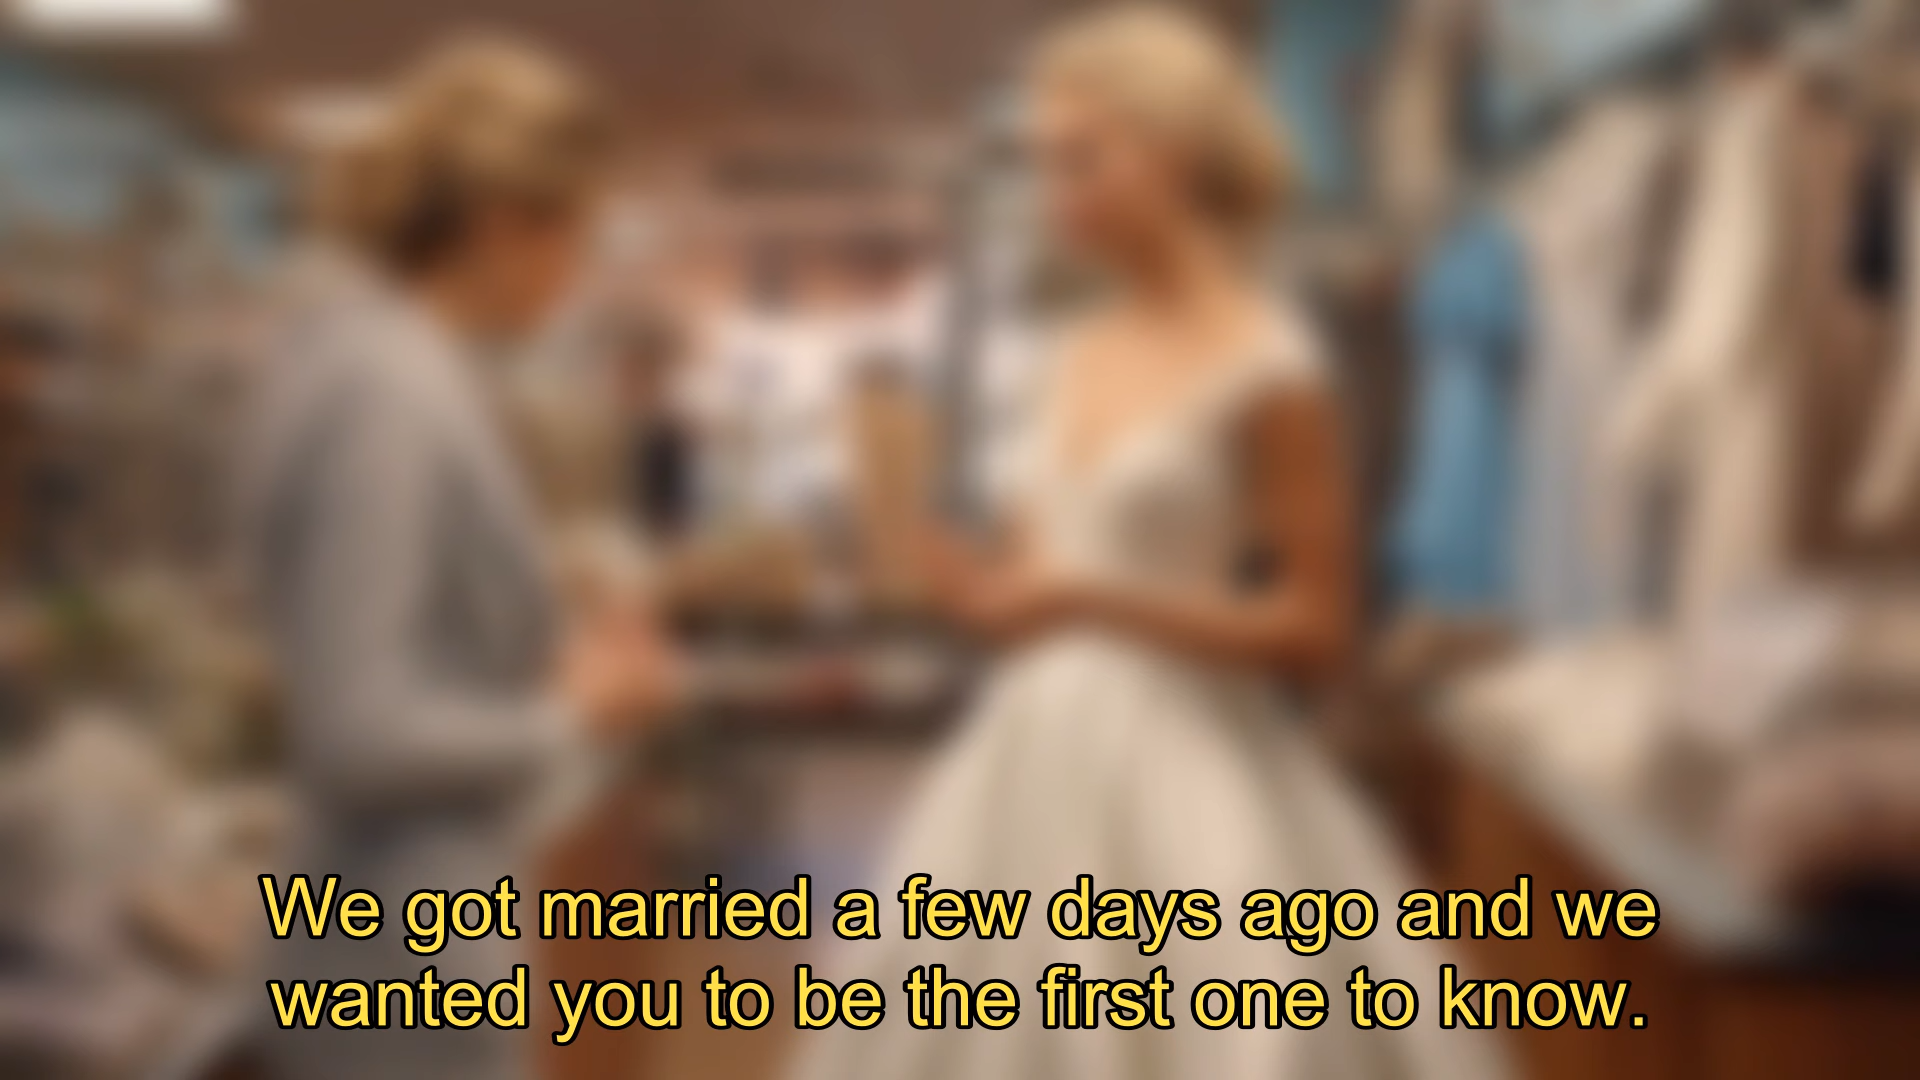 We got married a few days ago and we
wanted you to be the first one to know.